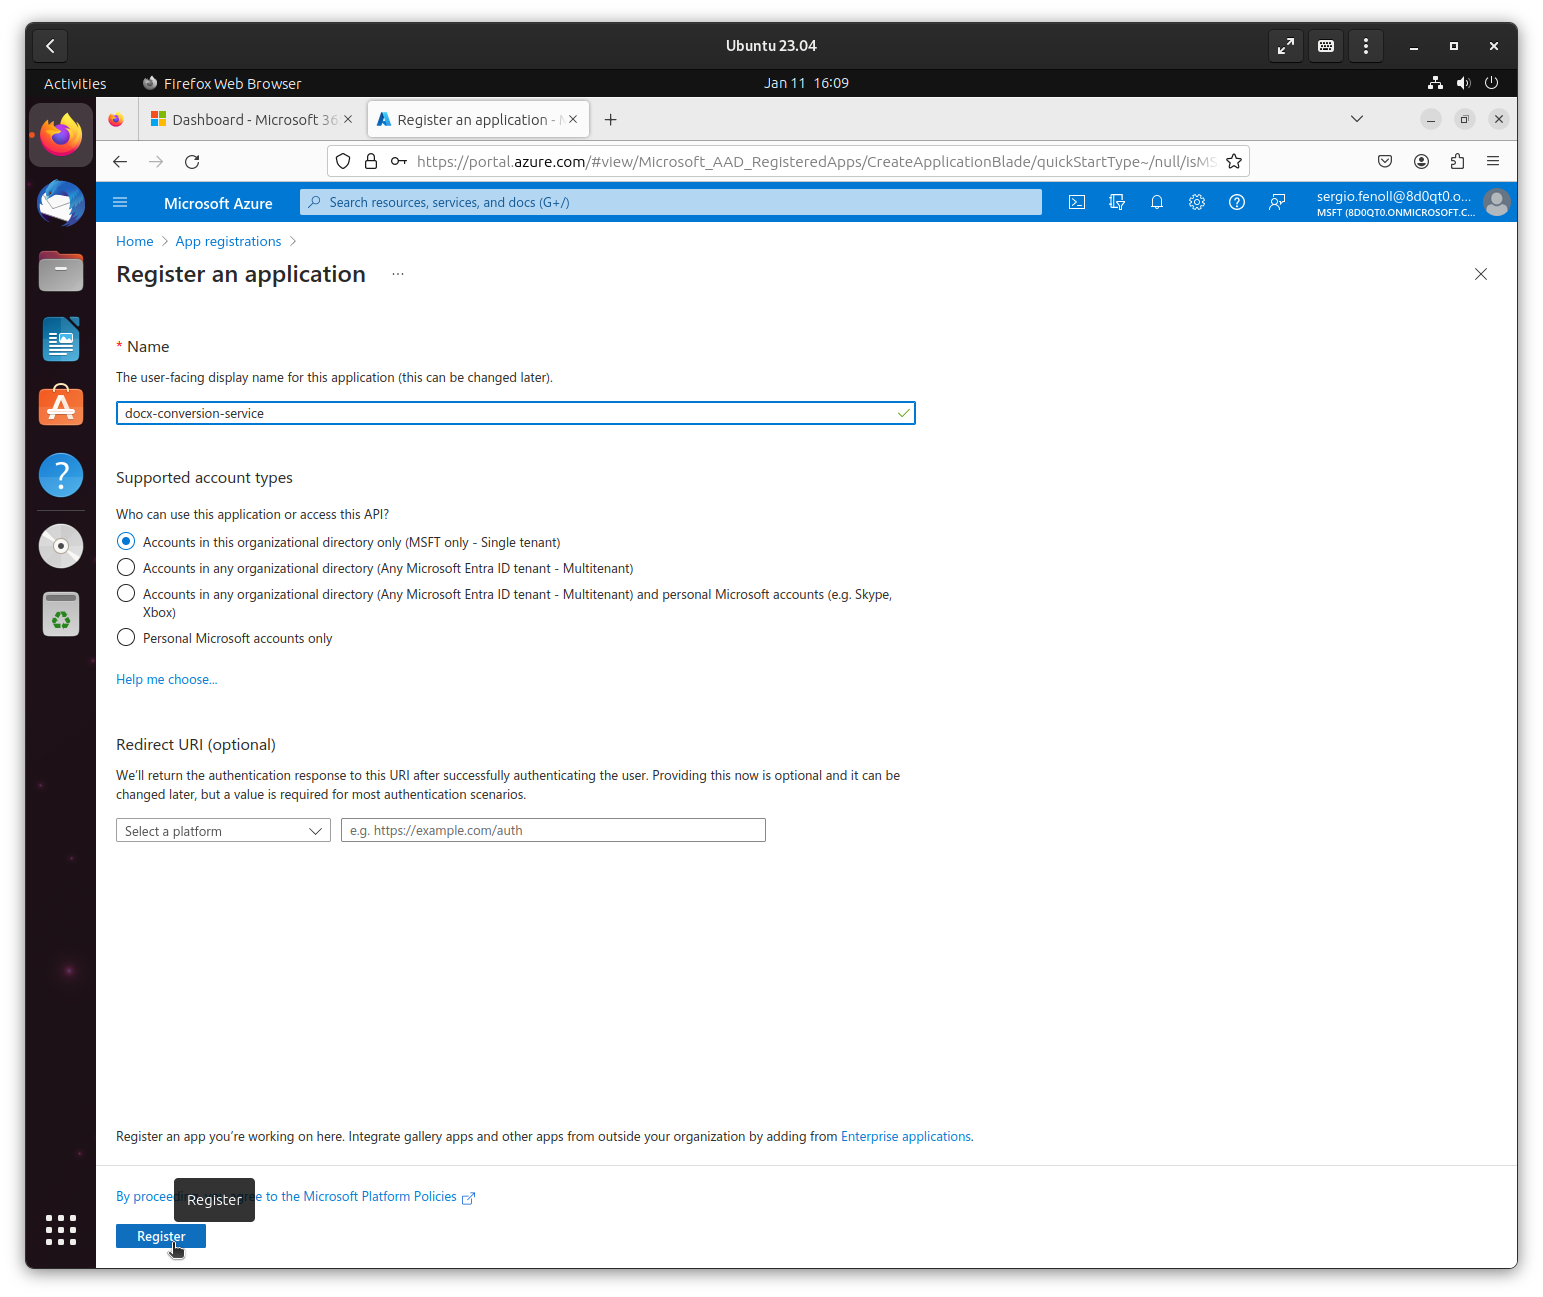 Ubuntu 23.04
Activities
Firefox Web Browser
Jan 11 16:09
Dashboard - Microsoft 36
Register an application -
https://portal.azure.com/#view/Microsoft_AAD_RegisteredApps/CreateApplicationBlade/quickStartType~/null/isMS
Microsoft Azure
Search resources, services, and docs (G+/)
sergio.fenoll@8d0qt0.o...
MSFT (8D0QT0.ONMICROSOFT.C...
Home > App registrations >
Register an application ...
* Name
The user-facing display name for this application (this can be changed later).
docx-conversion-service
Supported account types
Who can use this application or access this API?
Accounts in this organizational directory only (MSFT only - Single tenant)
Accounts in any organizational directory (Any Microsoft Entra ID tenant - Multitenant)
Accounts in any organizational directory (Any Microsoft Entra ID tenant - Multitenant) and personal Microsoft accounts (e.g. Skype,
Xbox)
Personal Microsoft accounts only
Help me choose...
Redirect URI (optional)
We'll return the authentication response to this URI after successfully authenticating the user. Providing this now is optional and it can be
changed later, but a value is required for most authentication scenarios.
Select a platform
e.g. https://example.com/auth
Register an app you're working on here. Integrate gallery apps and other apps from outside your organization by adding from Enterprise applications.
By to the Microsoft Platform Policies
Register
Register